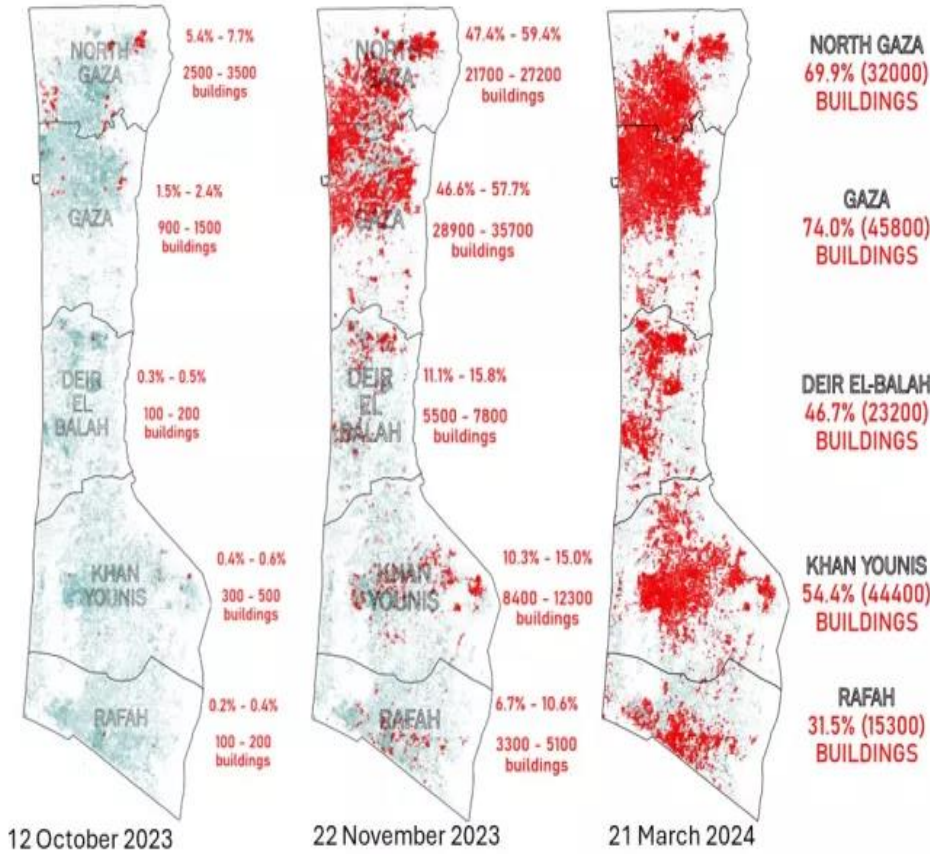 NORTH
GAZA
5.4% - 7.7%
2500 - 3500
buildings
GAZA
1.5% - 2.4%
900 - 1500
buildings
DEIR
EL
BALAH
0.3% - 0.5%
100 - 200
buildings
KHAN
YOUNIS
0.4% - 0.6%
300 - 500
buildings
RAFAH
0.2% - 0.4%
100 - 200
buildings
12 October 2023
NORTH
GAZA
47.4% - 59.4%
21700 - 27200
buildings
GAZA
46.6% - 57.7%
28900 - 35700
buildings
DEIR
EL
BALAH
11.1% - 15.8%
5500 - 7800
buildings
KHAN
YOUNIS
10.3% - 15.0%
8400 - 12300
buildings
RAFAH
6.7% - 10.6%
3300 - 5100
buildings
22 November 2023
NORTH GAZA
69.9% (32000)
BUILDINGS
GAZA
74.0% (45800)
BUILDINGS
DEIR EL-BALAH
46.7% (23200)
BUILDINGS
KHAN YOUNIS
54.4% (44400)
BUILDINGS
RAFAH
31.5% (15300)
BUILDINGS
21 March 2024